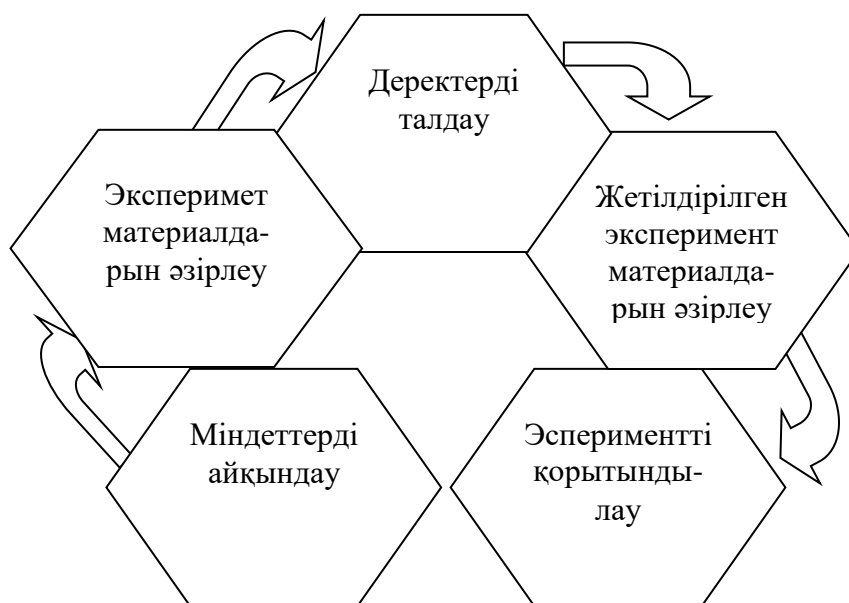 Деректерді
талдау
Эксперимет
материалда-
рын әзірлеу
Жетілдірілген
эксперимент
материалда-
рын әзірлеу
Міндеттерді
айқындау
Эспериментті
қорытынды-
лау